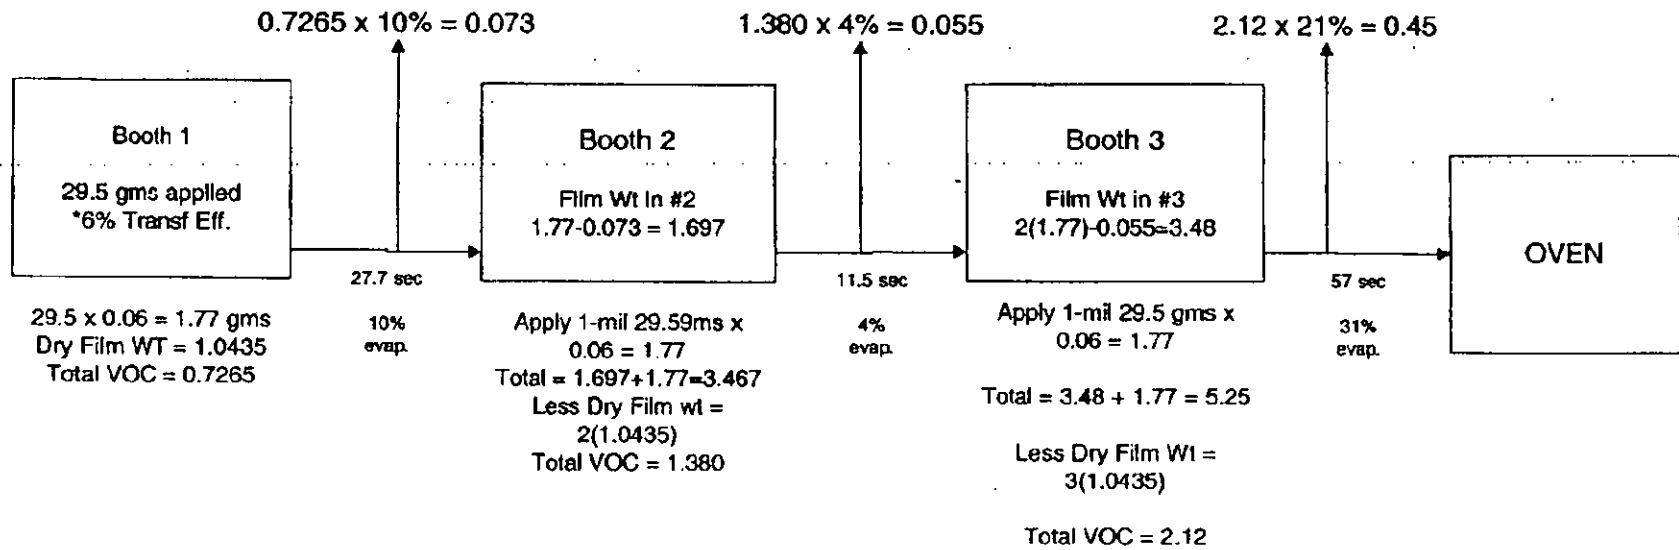 0.7265 x 10% = 0.073
1.380 x 4% = 0.055
2.12 x 21% = 0.45
Booth 1
29.5 gms applied
*6% Transf Eff.
29.5 x 0.06 = 1.77 gms
Dry Film WT = 1.0435
Total VOC = 0.7265
27.7 sec
10%
evap.
Booth 2
Film Wt in #2
1.77-0.073 = 1.697
Apply 1-mil 29.59ms x
0.06 = 1.77
Total = 1.697+1.77=3.467
Less Dry Film wt =
2(1.0435)
Total VOC = 1.380
11.5 sec
4%
evap.
Booth 3
Film Wt in #3
2(1.77)-0.055=3.48
Apply 1-mil 29.5 gms x
0.06 = 1.77
Total = 3.48 + 1.77 = 5.25
Less Dry Film Wt =
3(1.0435)
Total VOC = 2.12
57 sec
31%
evap.
OVEN